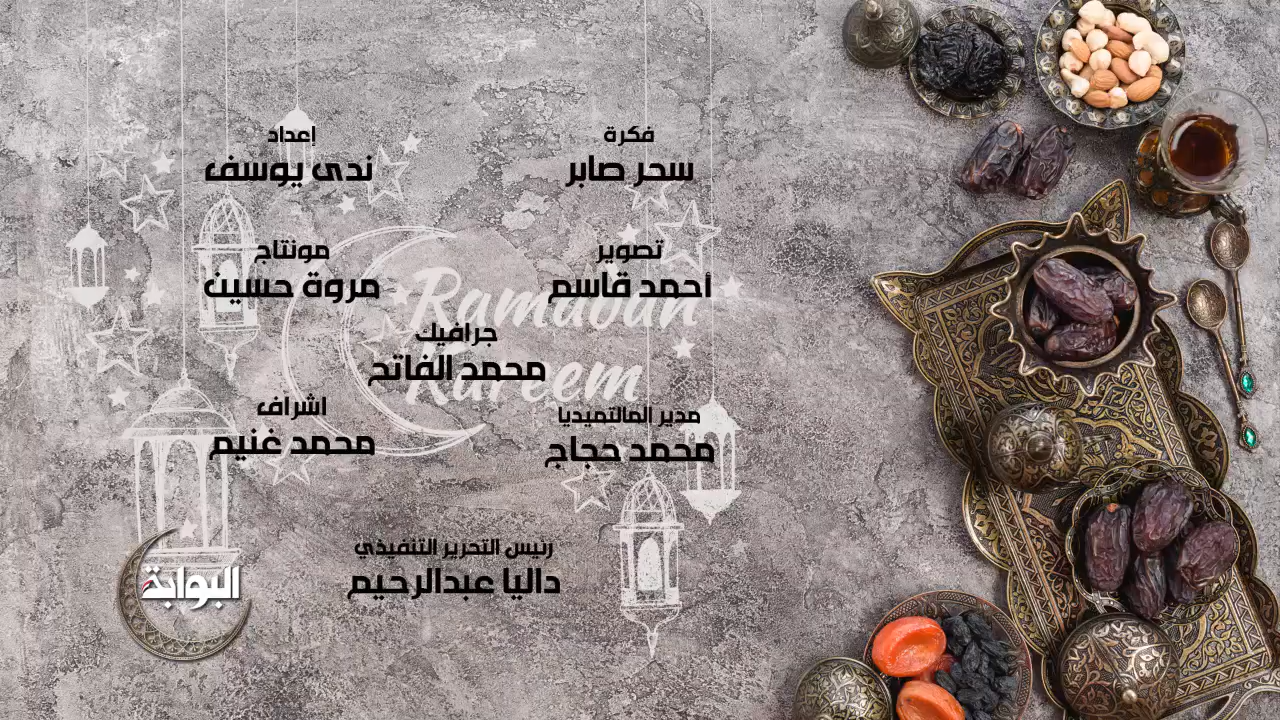 فكرة
سحر صابر
إعداد
ندى يوسف
تصوير
أحمد قاسم
مونتاج
مروة حسين
Ramadan
Kareem
جرافيك
محمد الفاتح
مدير المالتميديا
محمد حجاج
اشراف
محمد غنيم
رئيس التحرير التنفيذي
داليا عبدالرحيم
البوابة